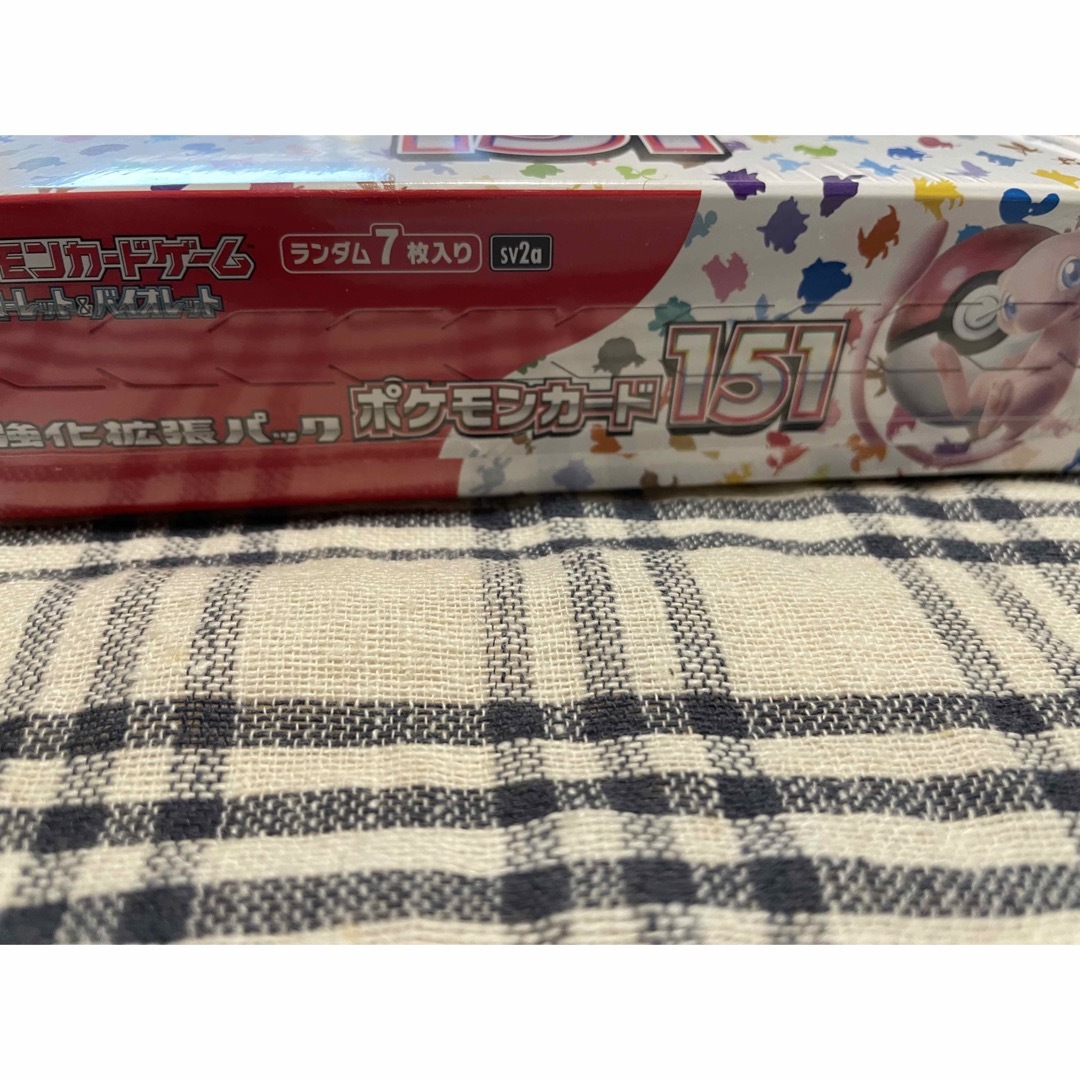 151
モンカードゲーム
ーレット&バイオレット
ランダム7枚入り sv2a
強化拡張パック ポケモンカード151